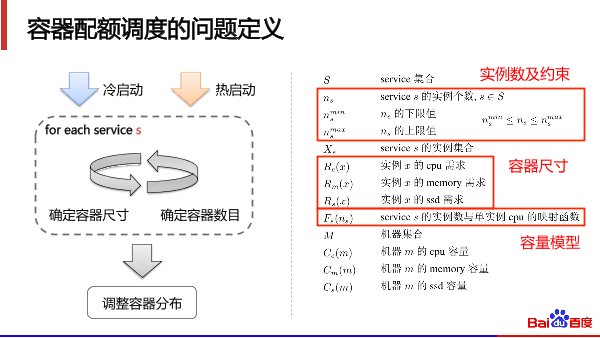 容器配额调度的问题定义
冷启动
热启动
for each service s
确定容器尺寸
确定容器数目
调整容器分布
实例数及约束
S service 集合
n_s service s 的实例个数, s ∈ S
n_s^{min} n_s 的下限值
n_s^{min} ≤ n_s ≤ n_s^{max}
n_s^{max} n_s 的上限值
X_s service s 的实例集合
容器尺寸
R_c(x) 实例 x 的 cpu 需求
R_m(x) 实例 x 的 memory 需求
R_s(x) 实例 x 的 ssd 需求
F_s(n_s) service s 的实例数与单实例 cpu 的映射函数
容量模型
M 机器集合
C_c(m) 机器 m 的 cpu 容量
C_m(m) 机器 m 的 memory 容量
C_s(m) 机器 m 的 ssd 容量
Bai du 百度